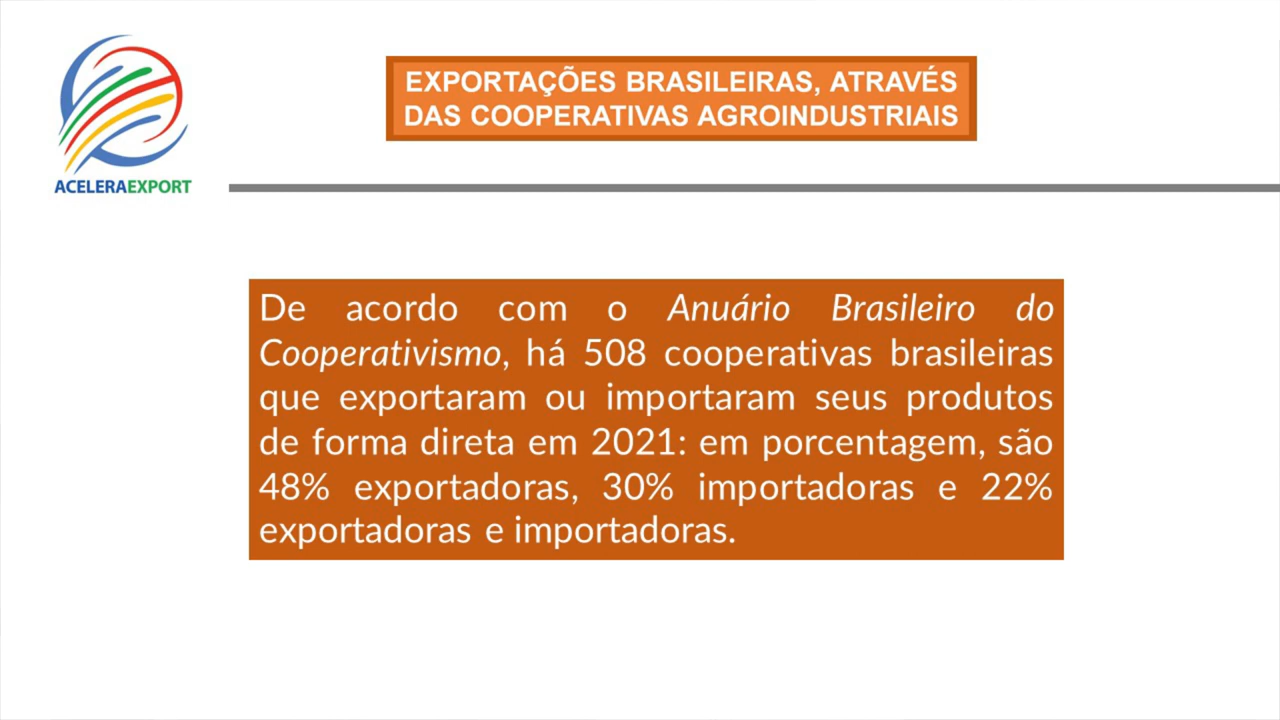 ACELERAEXPORT
EXPORTAÇÕES BRASILEIRAS, ATRAVÉS
DAS COOPERATIVAS AGROINDUSTRIAIS
De acordo com o Anuário Brasileiro do
Cooperativismo, há 508 cooperativas brasileiras
que exportaram ou importaram seus produtos
de forma direta em 2021: em porcentagem, são
48% exportadoras, 30% importadoras e 22%
exportadoras e importadoras.